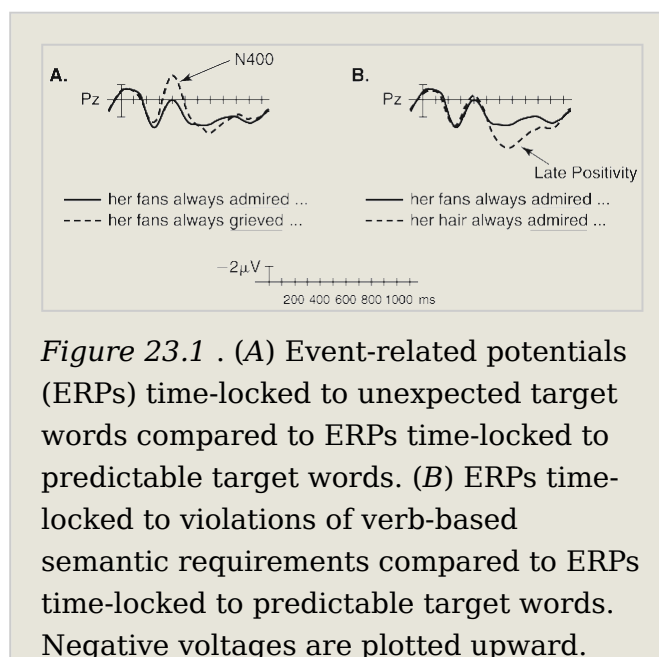 A. N400 B.
Pz Pz
Late Positivity
her fans always admired ... her fans always admired ...
her fans always grieved ... her hair always admired ...
−2μV
200 400 600 800 1000 ms
Figure 23.1 . (A) Event-related potentials
(ERPs) time-locked to unexpected target
words compared to ERPs time-locked to
predictable target words. (B) ERPs time-
locked to violations of verb-based
semantic requirements compared to ERPs
time-locked to predictable target words.
Negative voltages are plotted upward.